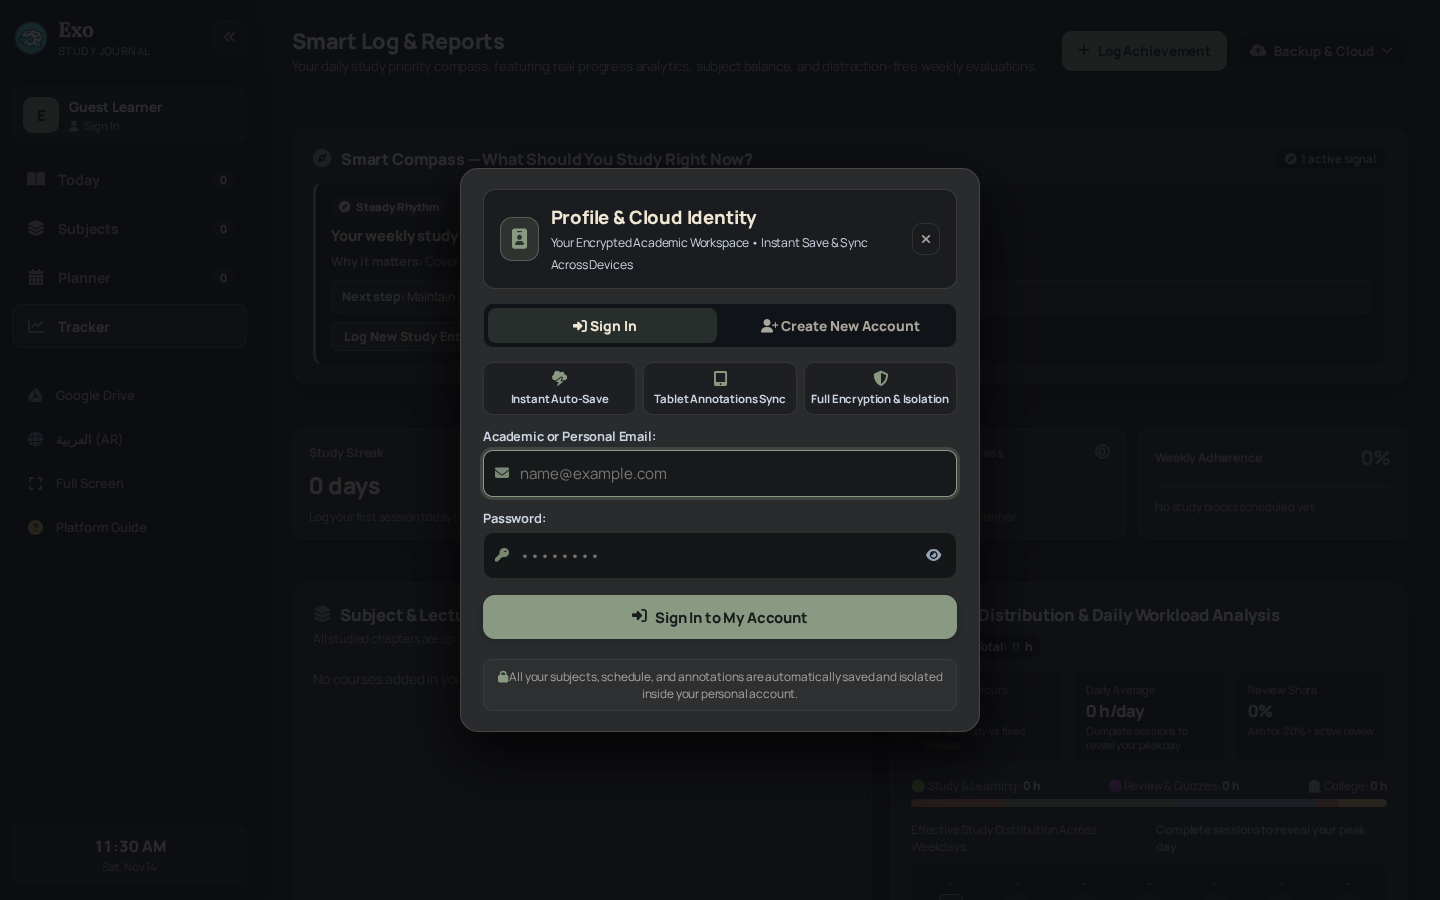 Exo
STUDY JOURNAL
E
Guest Learner
Sign In
Today 0
Subjects 0
Planner 0
Tracker
Google Drive
العربية (AR)
Full Screen
Platform Guide
11:30 AM
Sat, Nov 14
Smart Log & Reports
Your daily study priority compass, featuring real progress analytics, subject balance, and distraction-free weekly evaluations.
Log Achievement
Backup & Cloud
Smart Compass — What Should You Study Right Now?
1 active signal
Steady Rhythm
Your weekly study
Why it matters: Cover
Next step: Maintain
Log New Study Ent
Study Streak
0 days
Log your first session today
Weekly Adherence 0%
No study blocks scheduled yet
Subject & Lectu
All studied chapters are up
No courses added in you
Distribution & Daily Workload Analysis
Total: 0 h
Daily Average
0 h/day
Complete sessions to
reveal your peak day
Review Share
0%
Aim for 20%+ active review
Study & Learning: 0 h
Review & Quizzes: 0 h
College: 0 h
Effective Study Distribution Across
Weekdays
Complete sessions to reveal your peak
day
Profile & Cloud Identity
Your Encrypted Academic Workspace • Instant Save & Sync
Across Devices
Sign In
Create New Account
Instant Auto-Save
Tablet Annotations Sync
Full Encryption & Isolation
Academic or Personal Email:
name@example.com
Password:
••••••••
Sign In to My Account
All your subjects, schedule, and annotations are automatically saved and isolated
inside your personal account.